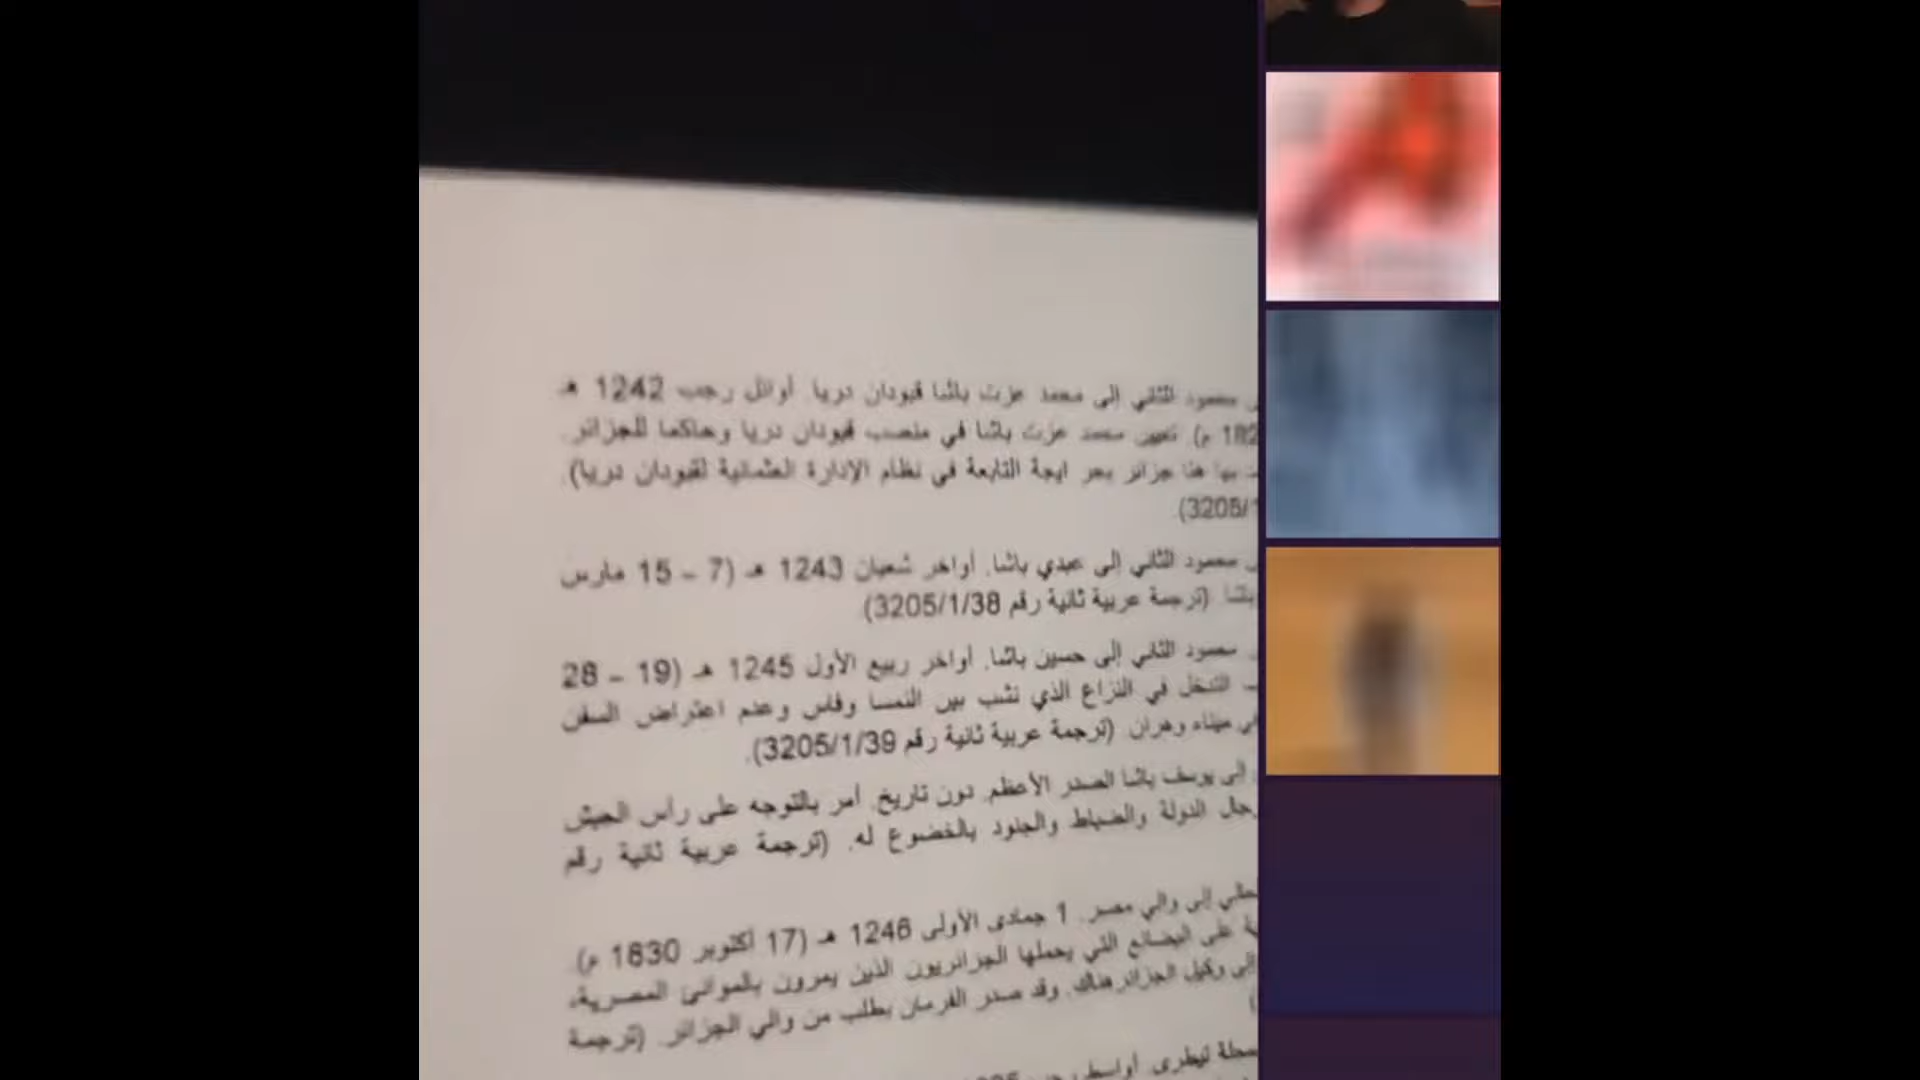 محمود الثاني إلى محمد عزت باشا قبودان دريا. أوائل رجب 1242 هـ
م). تعيين محمد عزت باشا في منصب قبودان دريا وحاكما للجزائر.
بها هنا جزائر بحر ايجة التابعة في نظام الإدارة العثمانية لقبودان دريا).
(3205/
محمود الثاني إلى عبدي باشا. أواخر شعبان 1243 هـ (7 – 15 مارس
باشا. (ترجمة عربية ثانية رقم 3205/1/38)
محمود الثاني إلى حسين باشا. أواخر ربيع الأول 1245 هـ (19 – 28
التدخل في النزاع الذي نشب بين النمسا وفاس وعدم اعتراض السفن
في ميناء وهران. (ترجمة عربية ثانية رقم 3205/1/39).
إلى يوسف باشا الصدر الأعظم. دون تاريخ. أمر بالتوجه على رأس الجيش
الدولة والضباط والجنود بالخضوع له. (ترجمة عربية ثانية رقم
إلى والي مصر. 1 جمادى الأولى 1246 هـ (17 أكتوبر 1830 م).
على البضائع التي يحملها الجزائريون الذين يمرون بالموانئ المصرية،
إلى وكيل الجزائر هناك. وقد صدر الفرمان بطلب من والي الجزائر. (ترجمة
لتيطري. أواسط رجب